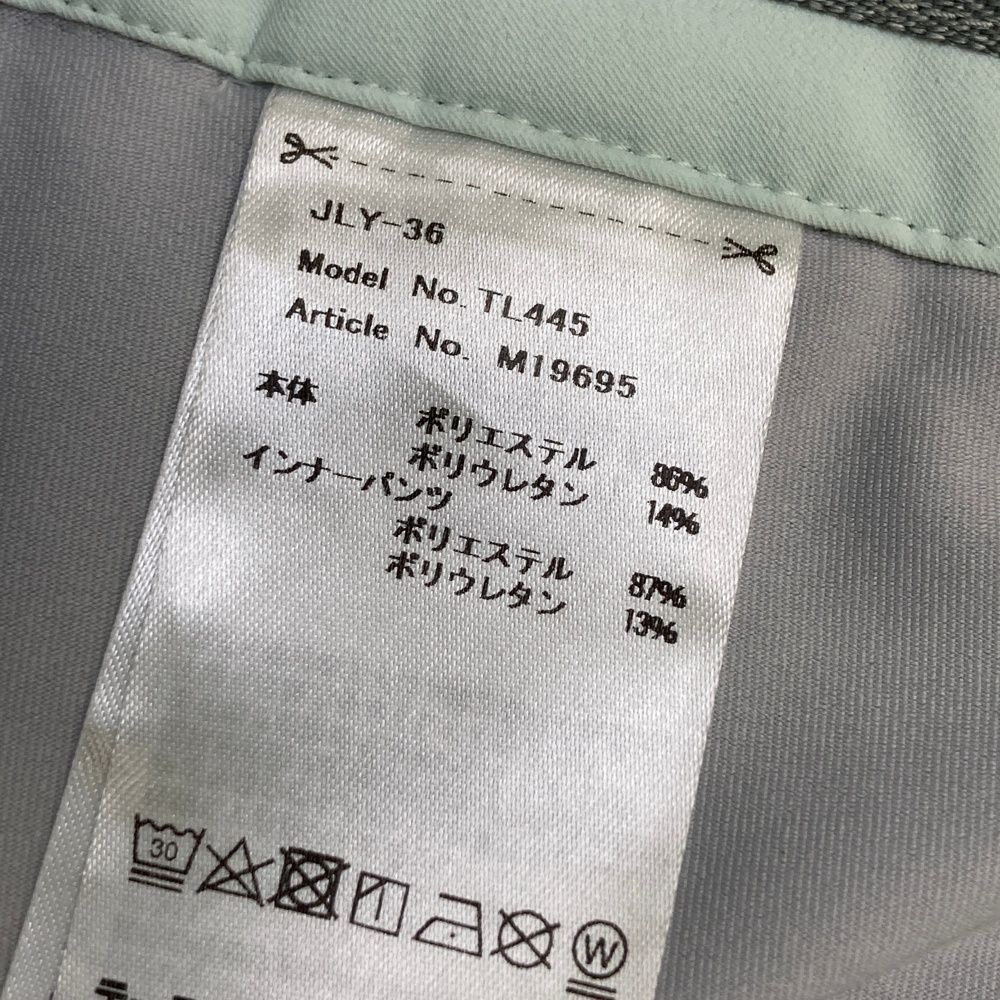 JLY-36
Model No. TL445
Article No. M19695
本体
ポリエステル 86%
ポリウレタン 14%
インナーパンツ
ポリエステル 87%
ポリウレタン 13%
30
W